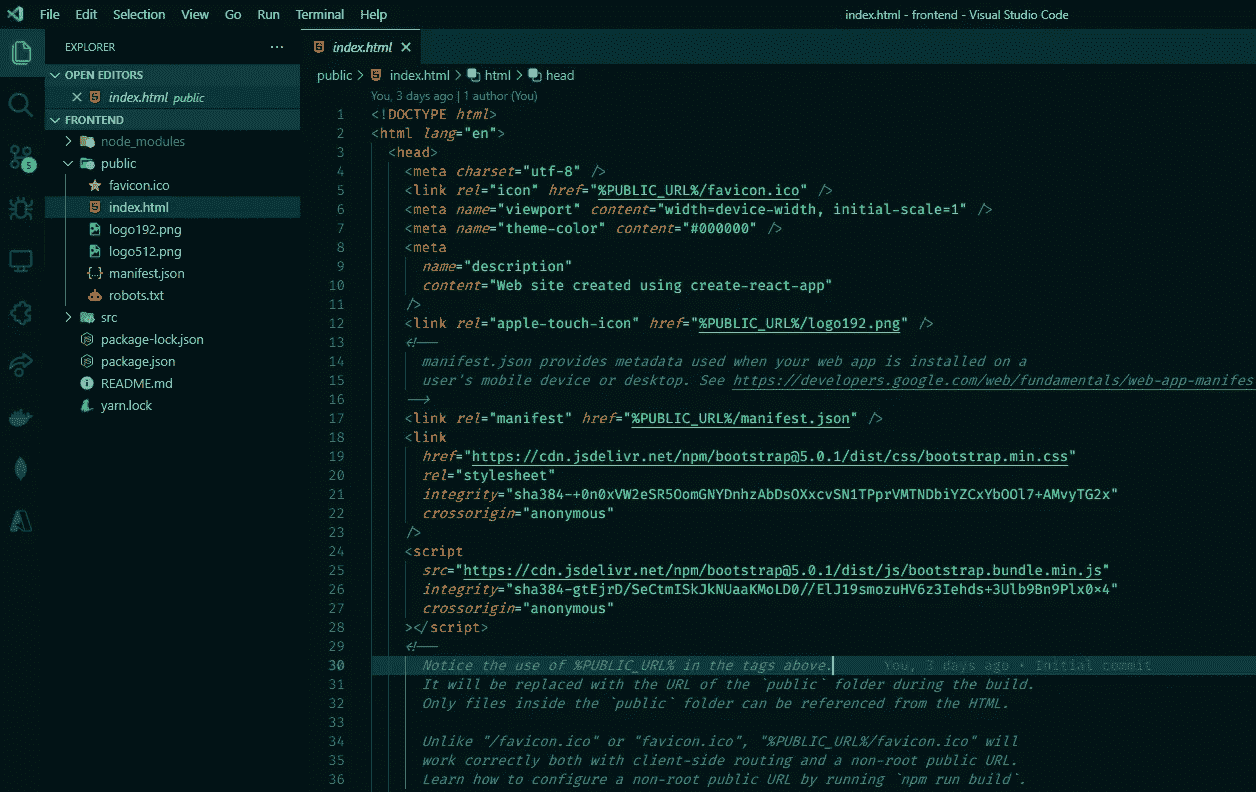 File Edit Selection View Go Run Terminal Help index.html - frontend - Visual Studio Code
EXPLORER ···
index.html
OPEN EDITORS
index.html public
FRONTEND
node_modules
public
favicon.ico
index.html
logo192.png
logo512.png
{..} manifest.json
robots.txt
src
package-lock.json
package.json
README.md
yarn.lock
5
public > index.html > html > head
You, 3 days ago | 1 author (You)
1 <!DOCTYPE html>
2 <html lang="en">
3 <head>
4 <meta charset="utf-8" />
5 <link rel="icon" href="%PUBLIC_URL%/favicon.ico" />
6 <meta name="viewport" content="width=device-width, initial-scale=1" />
7 <meta name="theme-color" content="#000000" />
8 <meta
9 name="description"
10 content="Web site created using create-react-app"
11 />
12 <link rel="apple-touch-icon" href="%PUBLIC_URL%/logo192.png" />
13 <!--
14 manifest.json provides metadata used when your web app is installed on a
15 user's mobile device or desktop. See https://developers.google.com/web/fundamentals/web-app-manifes
16 -->
17 <link rel="manifest" href="%PUBLIC_URL%/manifest.json" />
18 <link
19 href="https://cdn.jsdelivr.net/npm/bootstrap@5.0.1/dist/css/bootstrap.min.css"
20 rel="stylesheet"
21 integrity="sha384-+0n0xVW2eSR5OomGNYDnhzAbDsOXxcvSN1TPprVMTNDbiYZCxYbOOl7+AMvyTG2x"
22 crossorigin="anonymous"
23 />
24 <script
25 src="https://cdn.jsdelivr.net/npm/bootstrap@5.0.1/dist/js/bootstrap.bundle.min.js"
26 integrity="sha384-gtEjrD/SeCtmISkJkNUaaKMoLD0//ElJ19smozuHV6z3Iehds+3Ulb9Bn9Plx0x4"
27 crossorigin="anonymous"
28 ></script>
29 <!--
30 Notice the use of %PUBLIC_URL% in the tags above. You, 3 days ago • Initial commit
31 It will be replaced with the URL of the `public` folder during the build.
32 Only files inside the `public` folder can be referenced from the HTML.
33
34 Unlike "/favicon.ico" or "favicon.ico", "%PUBLIC_URL%/favicon.ico" will
35 work correctly both with client-side routing and a non-root public URL.
36 Learn how to configure a non-root public URL by running `npm run build`.